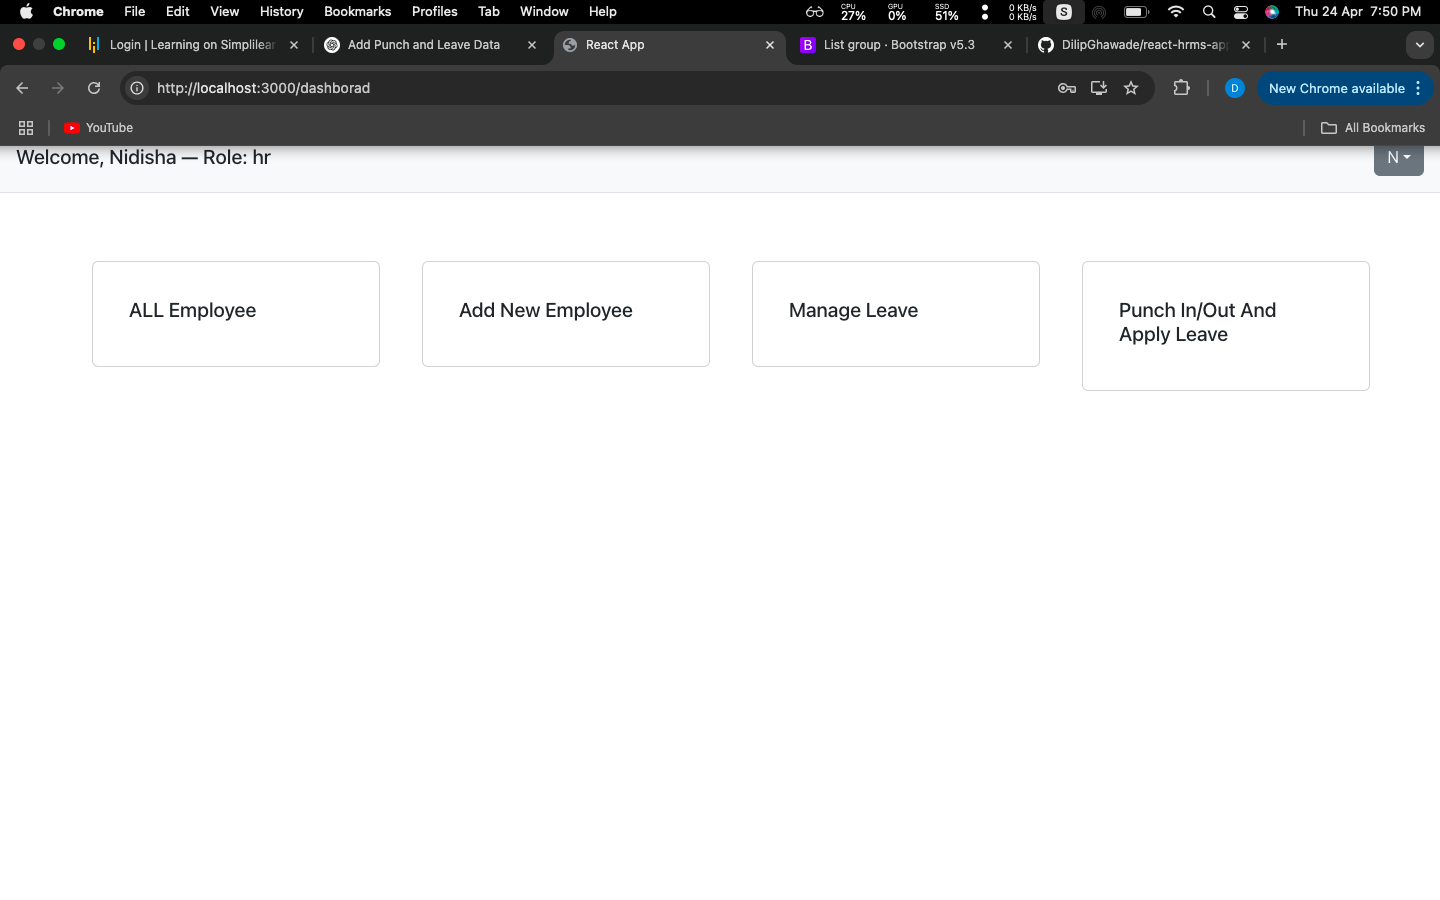 Chrome File Edit View History Bookmarks Profiles Tab Window Help CPU 27% GPU 0% SSD 51% 0 KB/s 0 KB/s S Thu 24 Apr 7:50 PM
Login | Learning on Simplilear Add Punch and Leave Data React App B List group · Bootstrap v5.3 DilipGhawade/react-hrms-ap
http://localhost:3000/dashborad D New Chrome available
YouTube All Bookmarks
Welcome, Nidisha — Role: hr N
ALL Employee
Add New Employee
Manage Leave
Punch In/Out And
Apply Leave